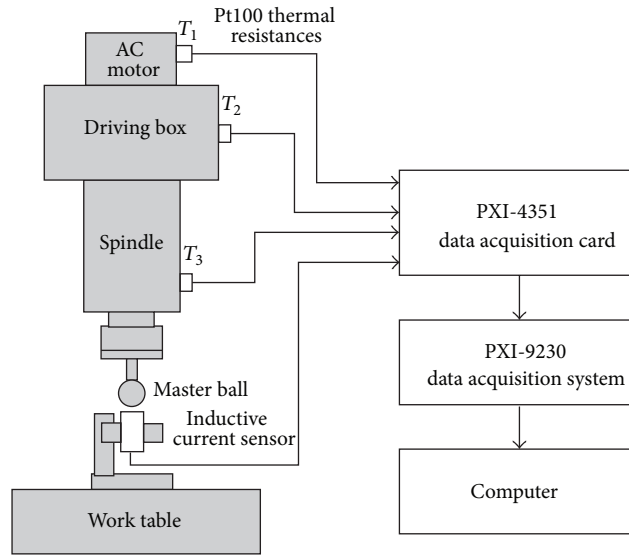 Pt100 thermal
resistances
T1
AC
motor
T2
Driving box
PXI-4351
data acquisition card
Spindle
T3
PXI-9230
data acquisition system
Master ball
Inductive
current sensor
Computer
Work table